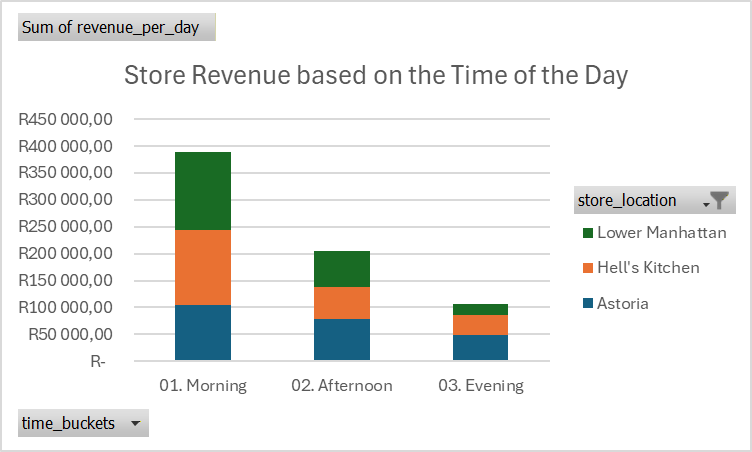 Sum of revenue_per_day
Store Revenue based on the Time of the Day
R450 000,00
R400 000,00
R350 000,00
R300 000,00
R250 000,00
R200 000,00
R150 000,00
R100 000,00
R50 000,00
R-
01. Morning
02. Afternoon
03. Evening
store_location
Lower Manhattan
Hell's Kitchen
Astoria
time_buckets